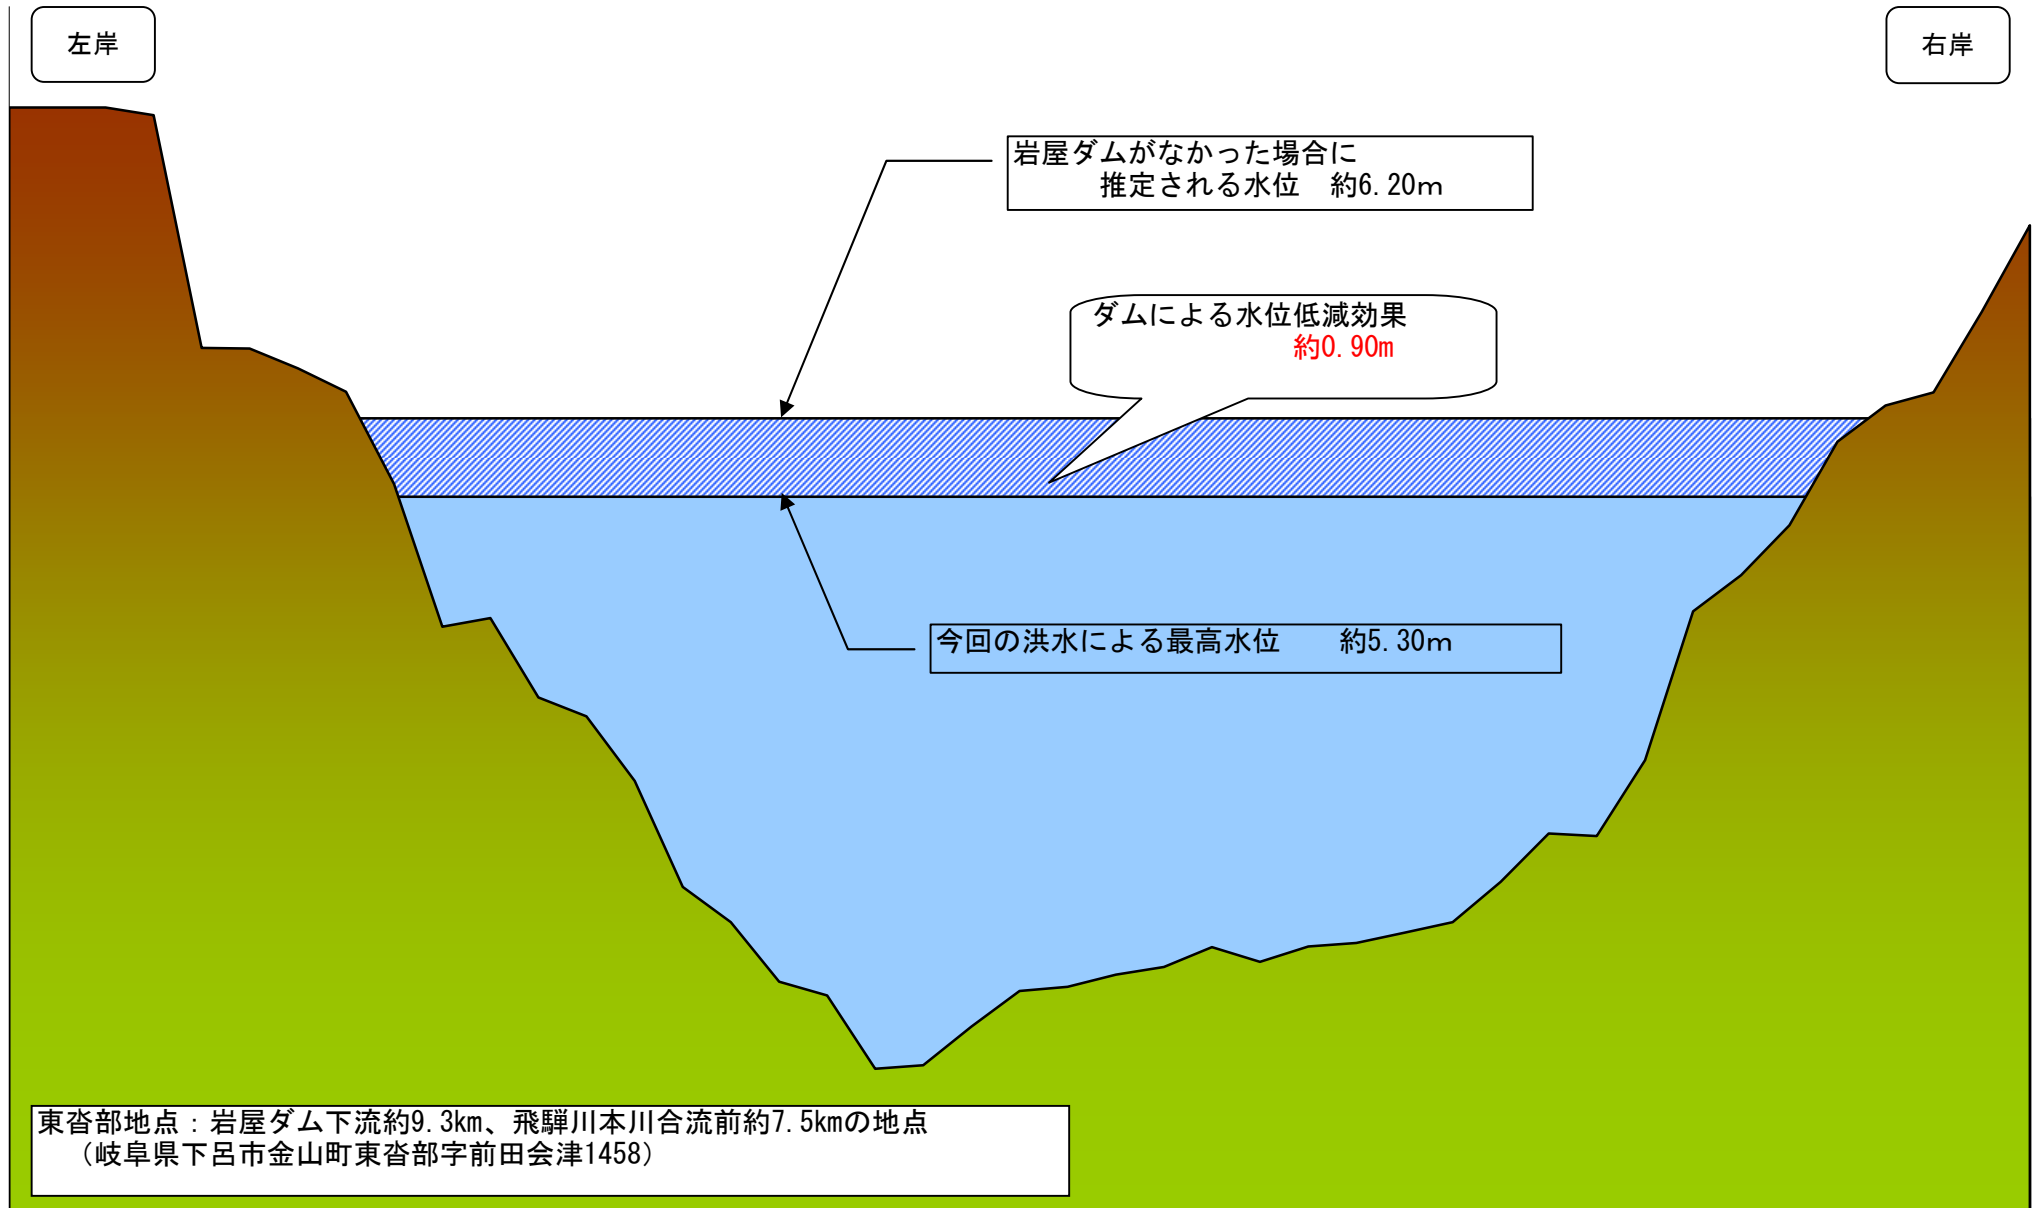 左岸
右岸
岩屋ダムがなかった場合に
推定される水位　約6.20ｍ
ダムによる水位低減効果
約0.90m
今回の洪水による最高水位　　約5.30ｍ
東沓部地点：岩屋ダム下流約9.3km、飛騨川本川合流前約7.5kmの地点
（岐阜県下呂市金山町東沓部字前田会津1458）